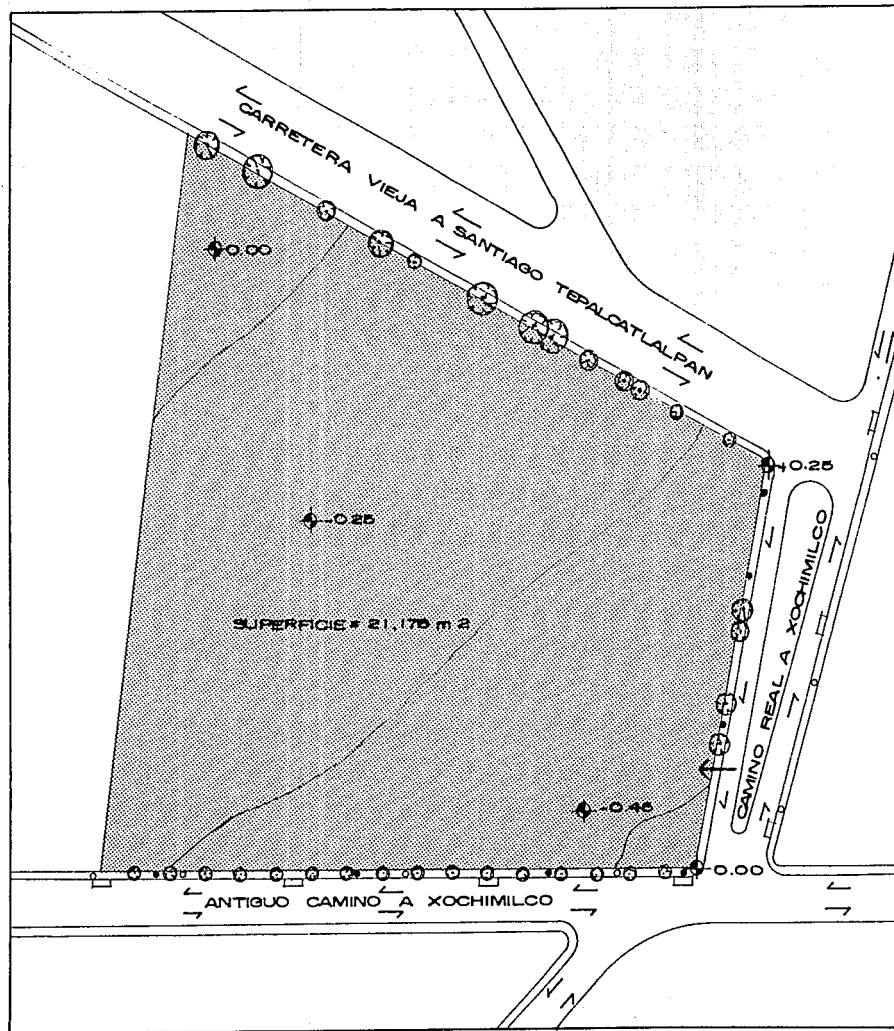 CARRETERA VIEJA A SANTIAGO TEPALCATLALPAN
0.00
+0.25
-0.25
SUPERFICIE = 21,176 m 2
CAMINO REAL A XOCHIMILCO
-0.45
0.00
ANTIGUO CAMINO A XOCHIMILCO